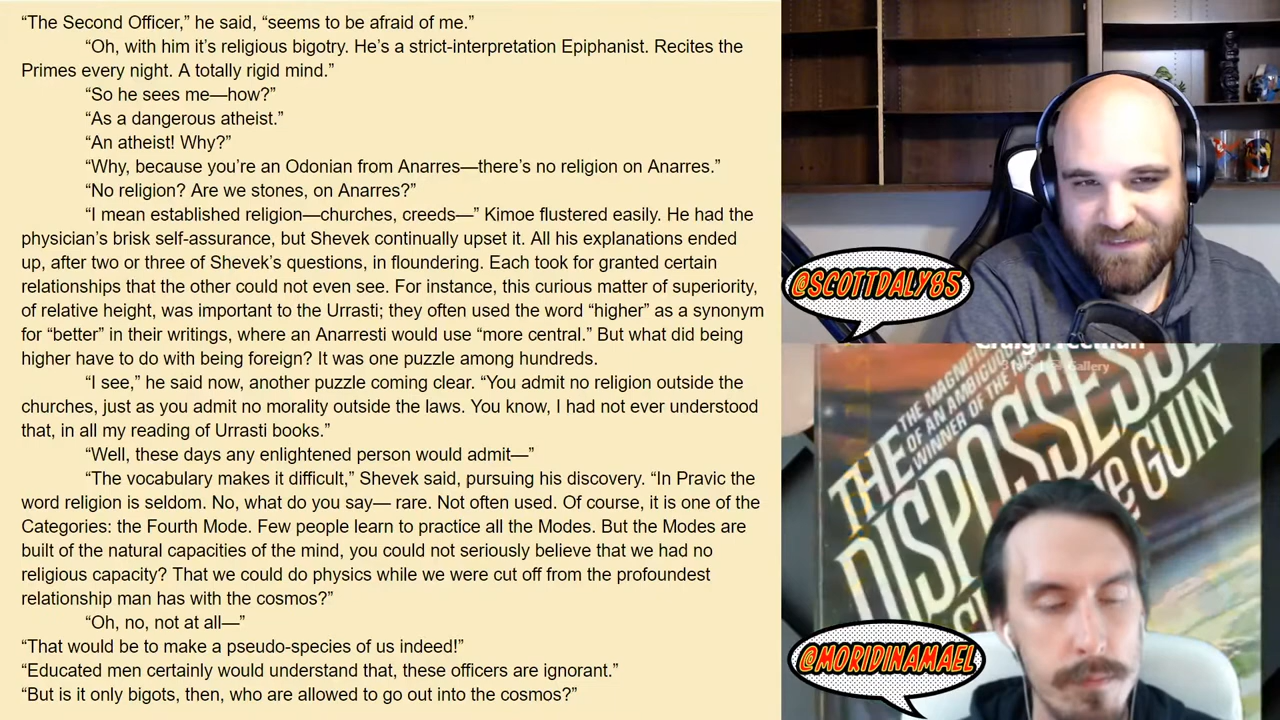 “The Second Officer,” he said, “seems to be afraid of me.”
“Oh, with him it’s religious bigotry. He’s a strict-interpretation Epiphanist. Recites the
Primes every night. A totally rigid mind.”
“So he sees me—how?”
“As a dangerous atheist.”
“An atheist! Why?”
“Why, because you’re an Odonian from Anarres—there’s no religion on Anarres.”
“No religion? Are we stones, on Anarres?”
“I mean established religion—churches, creeds—” Kimoe flustered easily. He had the
physician’s brisk self-assurance, but Shevek continually upset it. All his explanations ended
up, after two or three of Shevek’s questions, in floundering. Each took for granted certain
relationships that the other could not even see. For instance, this curious matter of superiority,
of relative height, was important to the Urrasti; they often used the word “higher” as a synonym
for “better” in their writings, where an Anarresti would use “more central.” But what did being
higher have to do with being foreign? It was one puzzle among hundreds.
“I see,” he said now, another puzzle coming clear. “You admit no religion outside the
churches, just as you admit no morality outside the laws. You know, I had not ever understood
that, in all my reading of Urrasti books.”
“Well, these days any enlightened person would admit—”
“The vocabulary makes it difficult,” Shevek said, pursuing his discovery. “In Pravic the
word religion is seldom. No, what do you say— rare. Not often used. Of course, it is one of the
Categories: the Fourth Mode. Few people learn to practice all the Modes. But the Modes are
built of the natural capacities of the mind, you could not seriously believe that we had no
religious capacity? That we could do physics while we were cut off from the profoundest
relationship man has with the cosmos?”
“Oh, no, not at all—”
“That would be to make a pseudo-species of us indeed!”
“Educated men certainly would understand that, these officers are ignorant.”
“But is it only bigots, then, who are allowed to go out into the cosmos?”
@SCOTTDALY85
Gallery
THE MAGNIFI
OF AN AMBIGUOU
WINNER OF THE
THE
DISPOSSESSE
GUIN
@MORIDINAMAEL